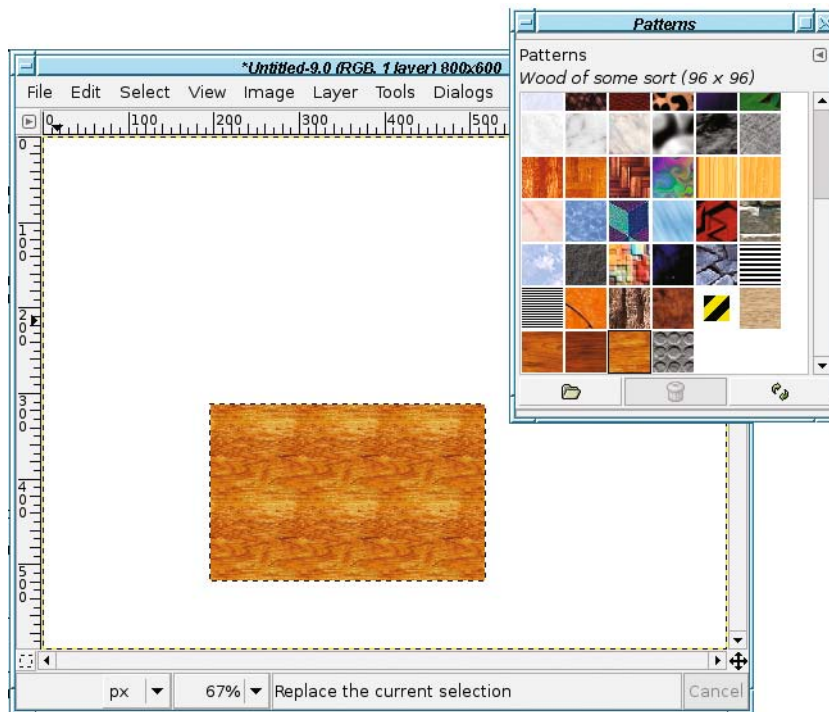 Patterns
Patterns
Wood of some sort (96 x 96)
*Untitled-9.0 (RGB, 1 layer) 800x600
File Edit Select View Image Layer Tools Dialogs
0 100 200 300 400 500
0
100
200
300
400
500
px 67% Replace the current selection Cancel